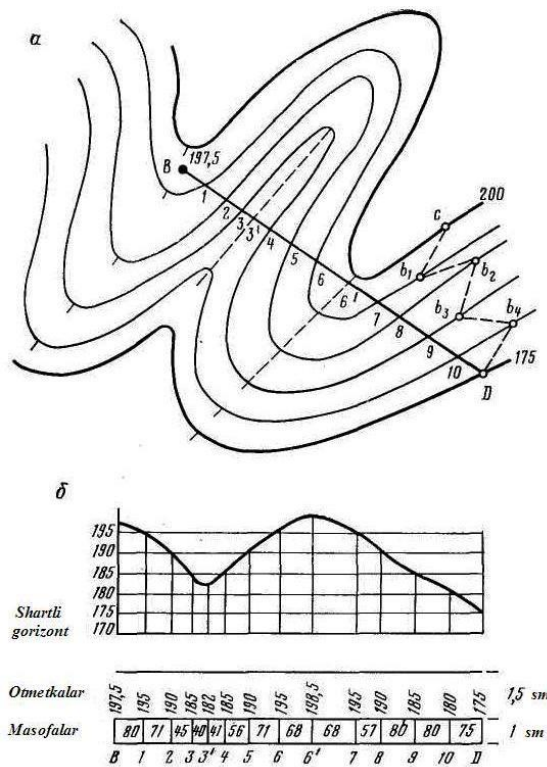 а
B
197,5
1
2
3
3'
4
5
6
6'
7
8
9
10
200
C
b1
b2
b3
b4
175
D
б
195
190
185
180
175
170
Shartli
gorizont
Otmetkalar 197,5 195 190 185 182 185 190 195 198,5 195 190 185 180 175 1,5 sm
Masofalar 80 71 45 40 41 56 71 68 68 57 80 80 75 1 sm
B 1 2 3 3' 4 5 6 6' 7 8 9 10 D